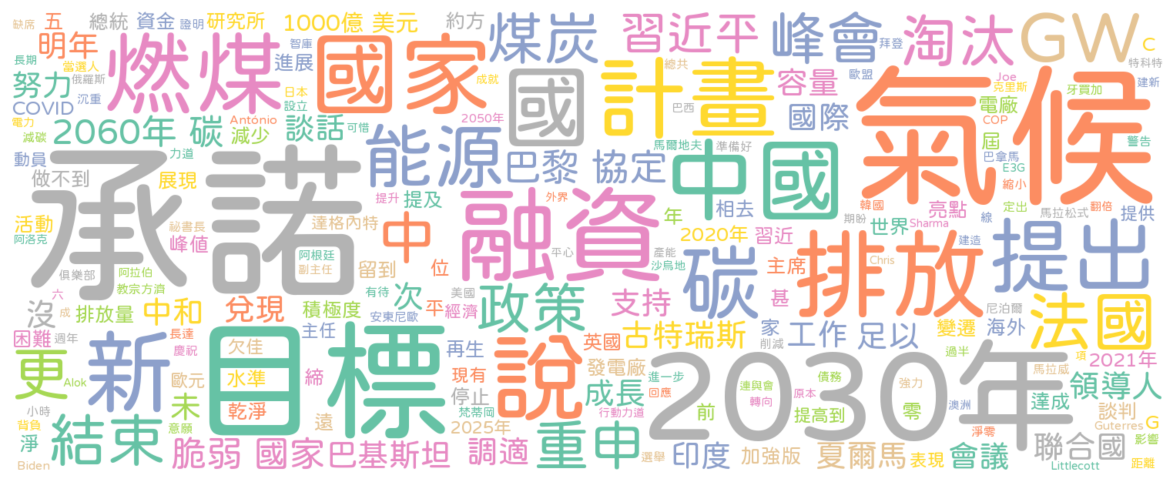 缺席 五 總統 資金 證明 研究所 1000億 美元 約方 煤炭 習近平 峰會 拜登 淘汰 GW C
明年 燃煤 國家 智庫 進展 成就 國 計畫 總共 容量 歐盟 Joe 克里斯 特科特 牙買加 建新
長期 當選人 努力 俄羅斯 日本 設立 COVID 沉重 António 2050年 巴西 國際 電廠 COP 氣候
電力 減碳 2060年 碳 減少 談話 可惜 能源 巴黎 協定 馬爾地夫 準備好 中國 屆 巴拿馬 E3G 警告
動員 力道 承諾 做不到 展現 提升 提及 外界 融資 相去 韓國 縮小 亮點 線 定出 翻倍
活動 阿洛克 祕書長 峰值 達格內特 中 年 2020年 習近 期盼 世界 Sharma 馬拉松式 提供
俱樂部 阿拉伯 阿根廷 副主任 留到 位 平心 產能 沙烏地 碳 主席 建造 排放 提出
六 教宗方濟 有待 次 美國 Chris 甚 尼泊爾
沒 成 排放量 中和 兌現 積極度 安東尼歐 平 經濟 政策 支持 古特瑞斯 家 削減 工作 足以 變遷 海外 法國
困難 週年 長達 慶祝 新 目標 主任 再生 說 英國 過半 項 2021年
更 Alok 歐元 欠佳 水準 締 現有 停止 發電廠 進一步 回應 成長 連與會 轉向 原本 債務 2030年 強力 澳洲 馬拉威 領導人
小時 背負 未 意願 乾淨 遠 梵蒂岡 2025年 行動力道 前 提高到 零 淨零 達成 談判 Guterres G
淨 Biden 結束 脆弱 國家 巴基斯坦 調適 重申 選舉 印度 加強版 夏爾馬 表現 會議 聯合國 Littlecott 影響 距離